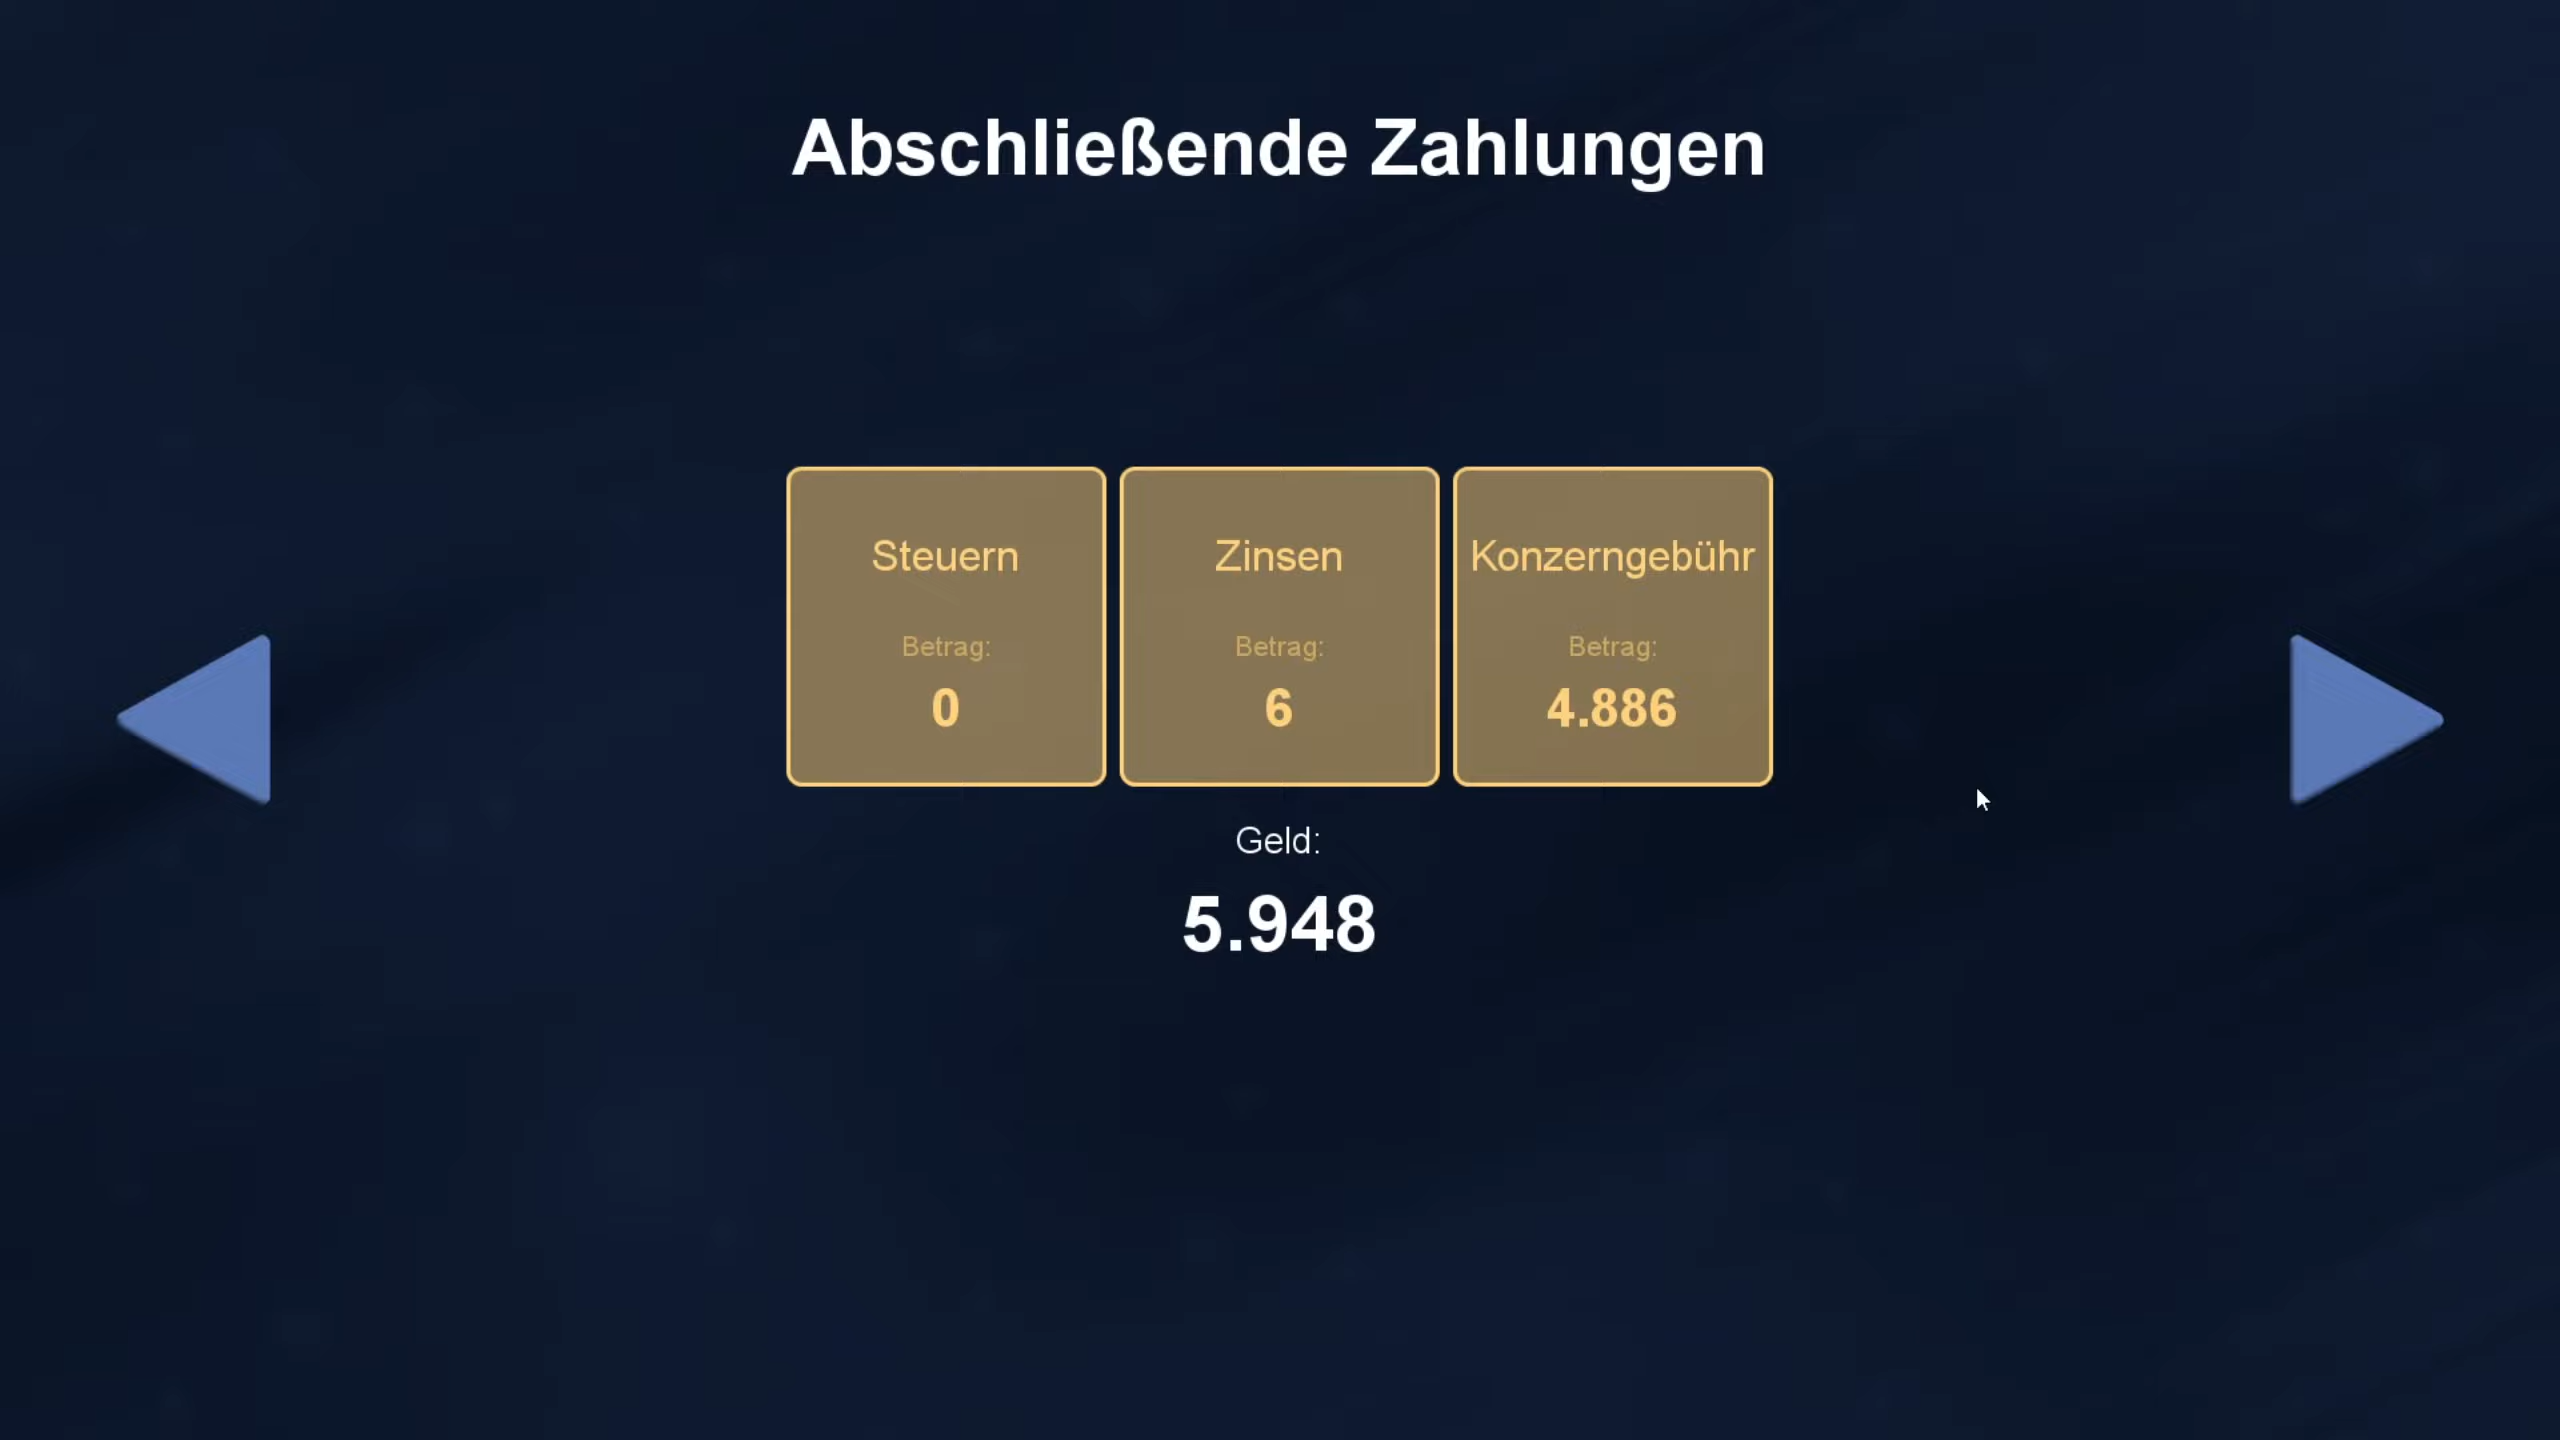 Abschließende Zahlungen
Steuern
Betrag:
0
Zinsen
Betrag:
6
Konzerngebühr
Betrag:
4.886
Geld:
5.948